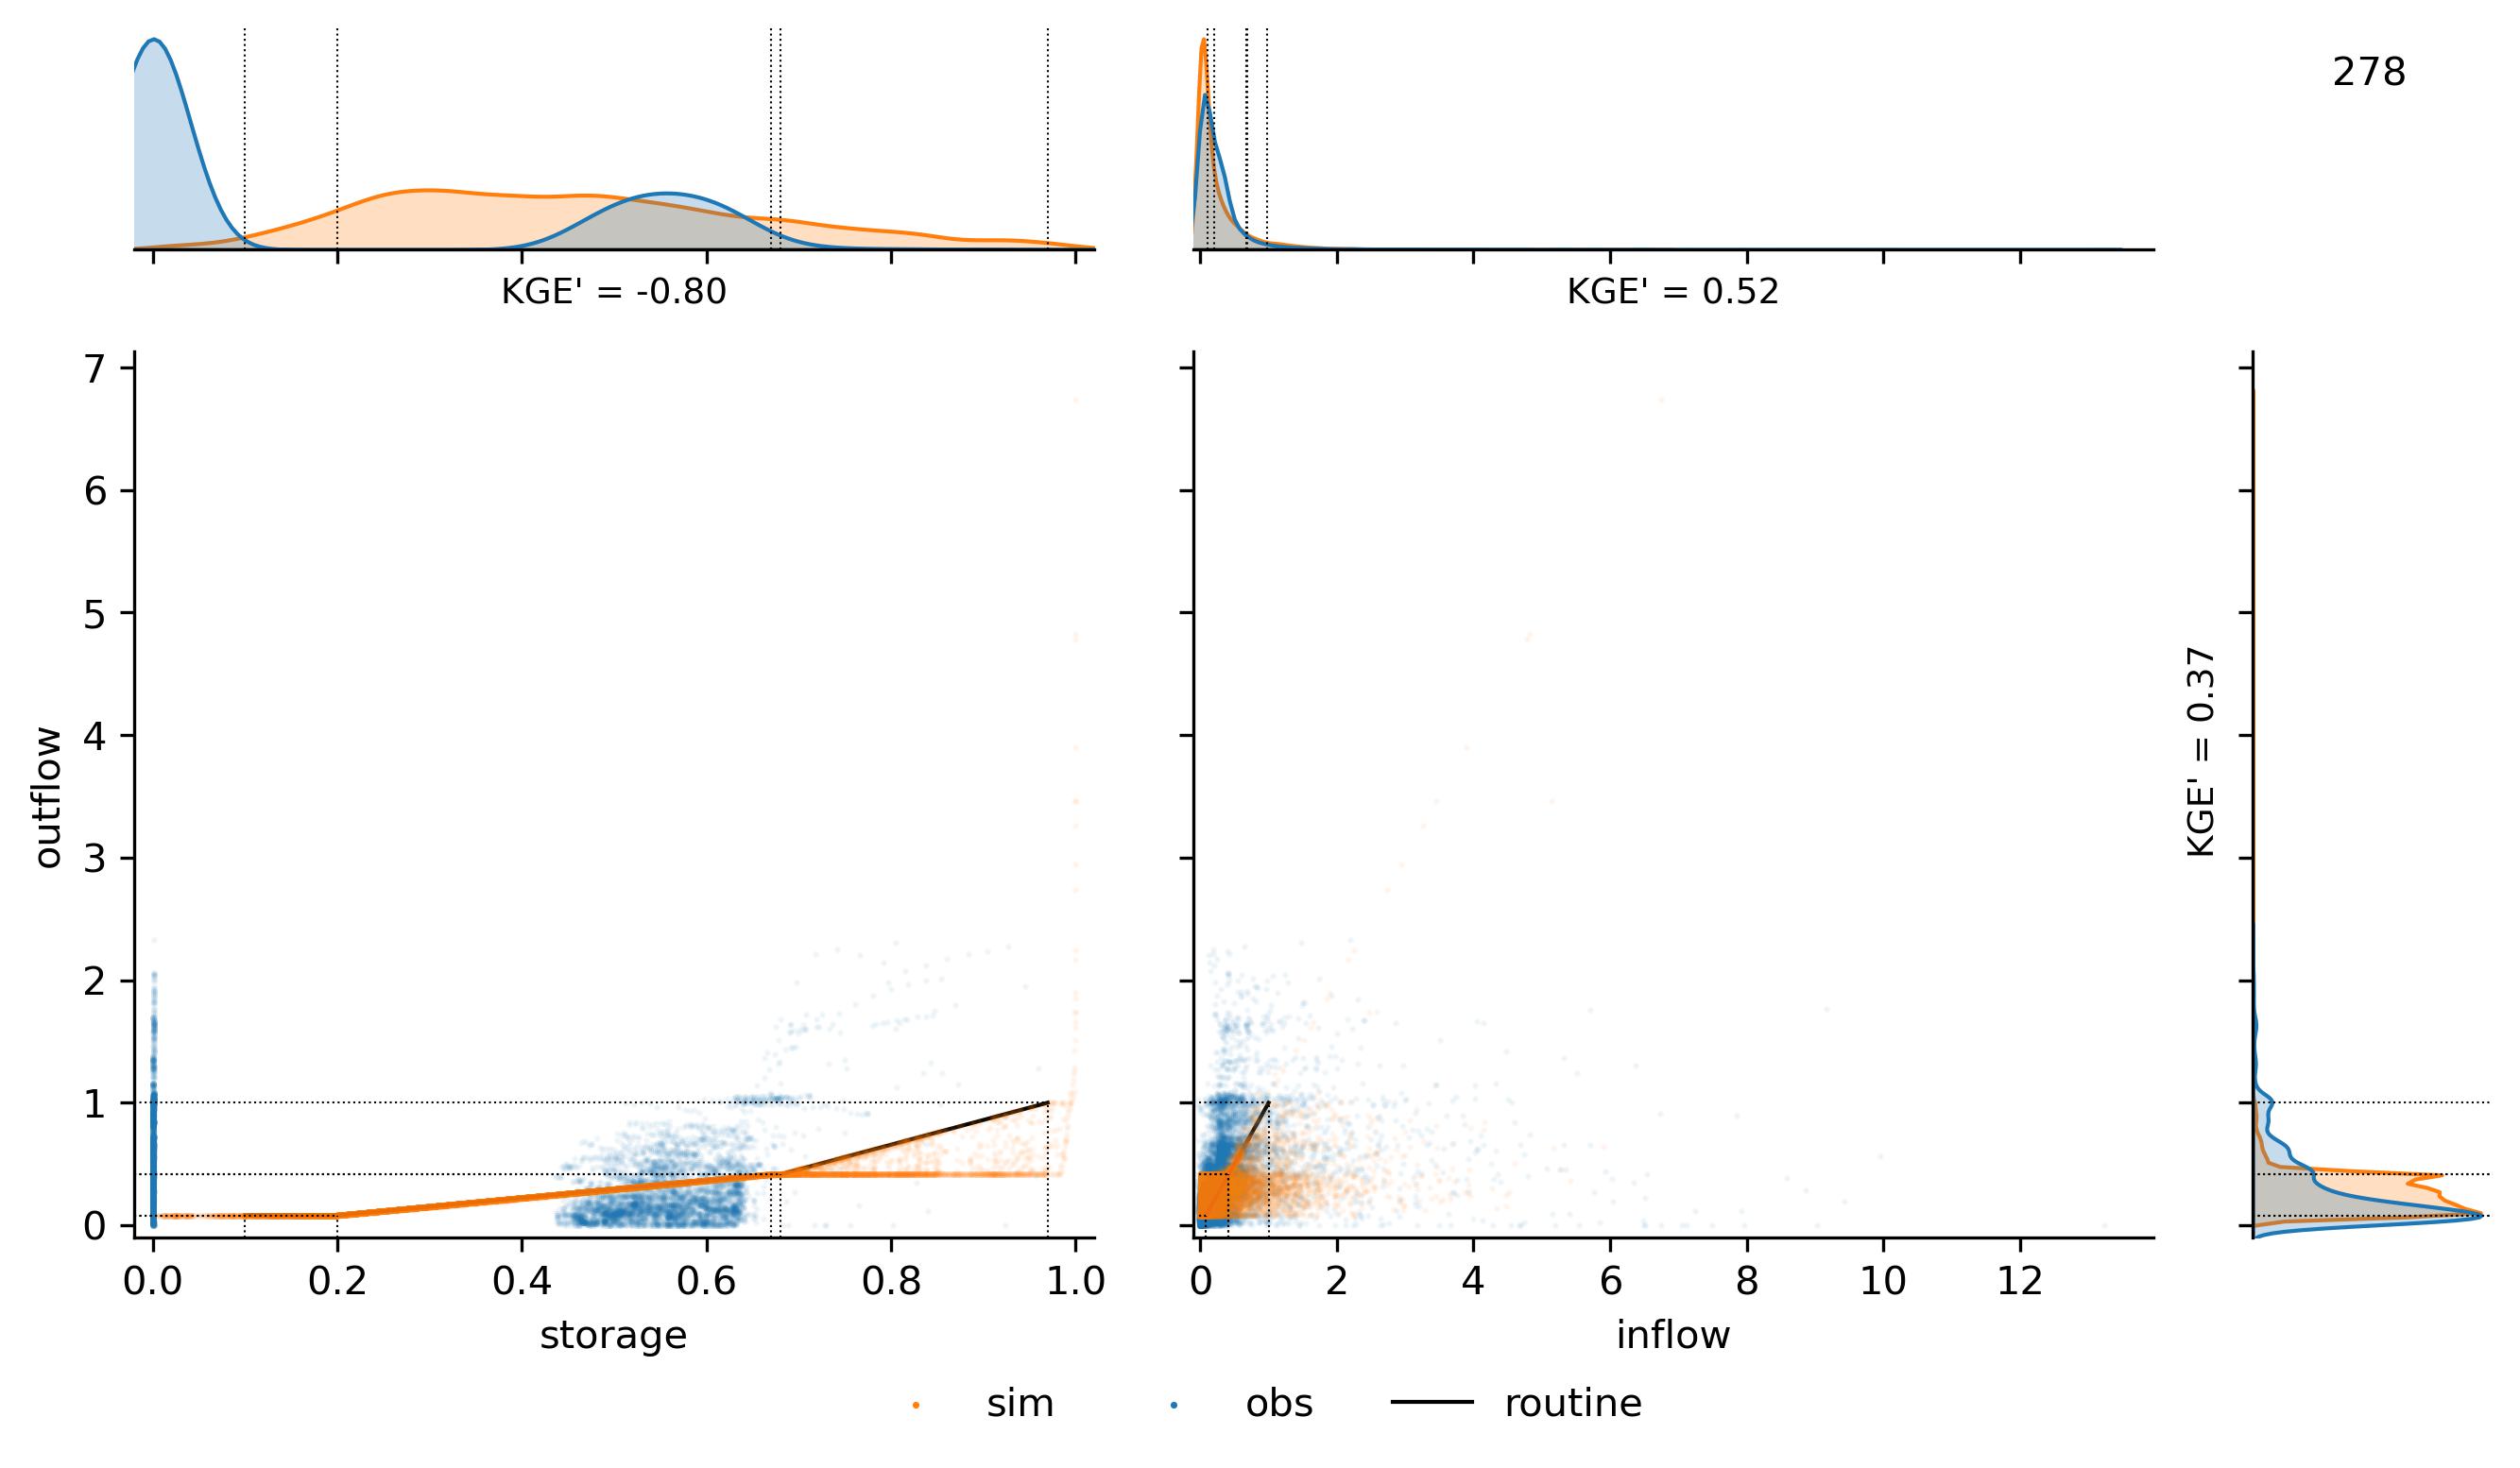 278
KGE' = -0.80
KGE' = 0.52
7
6
5
4
3
2
1
0
outflow
KGE' = 0.37
0.0 0.2 0.4 0.6 0.8 1.0
0 2 4 6 8 10 12
storage
inflow
sim obs routine